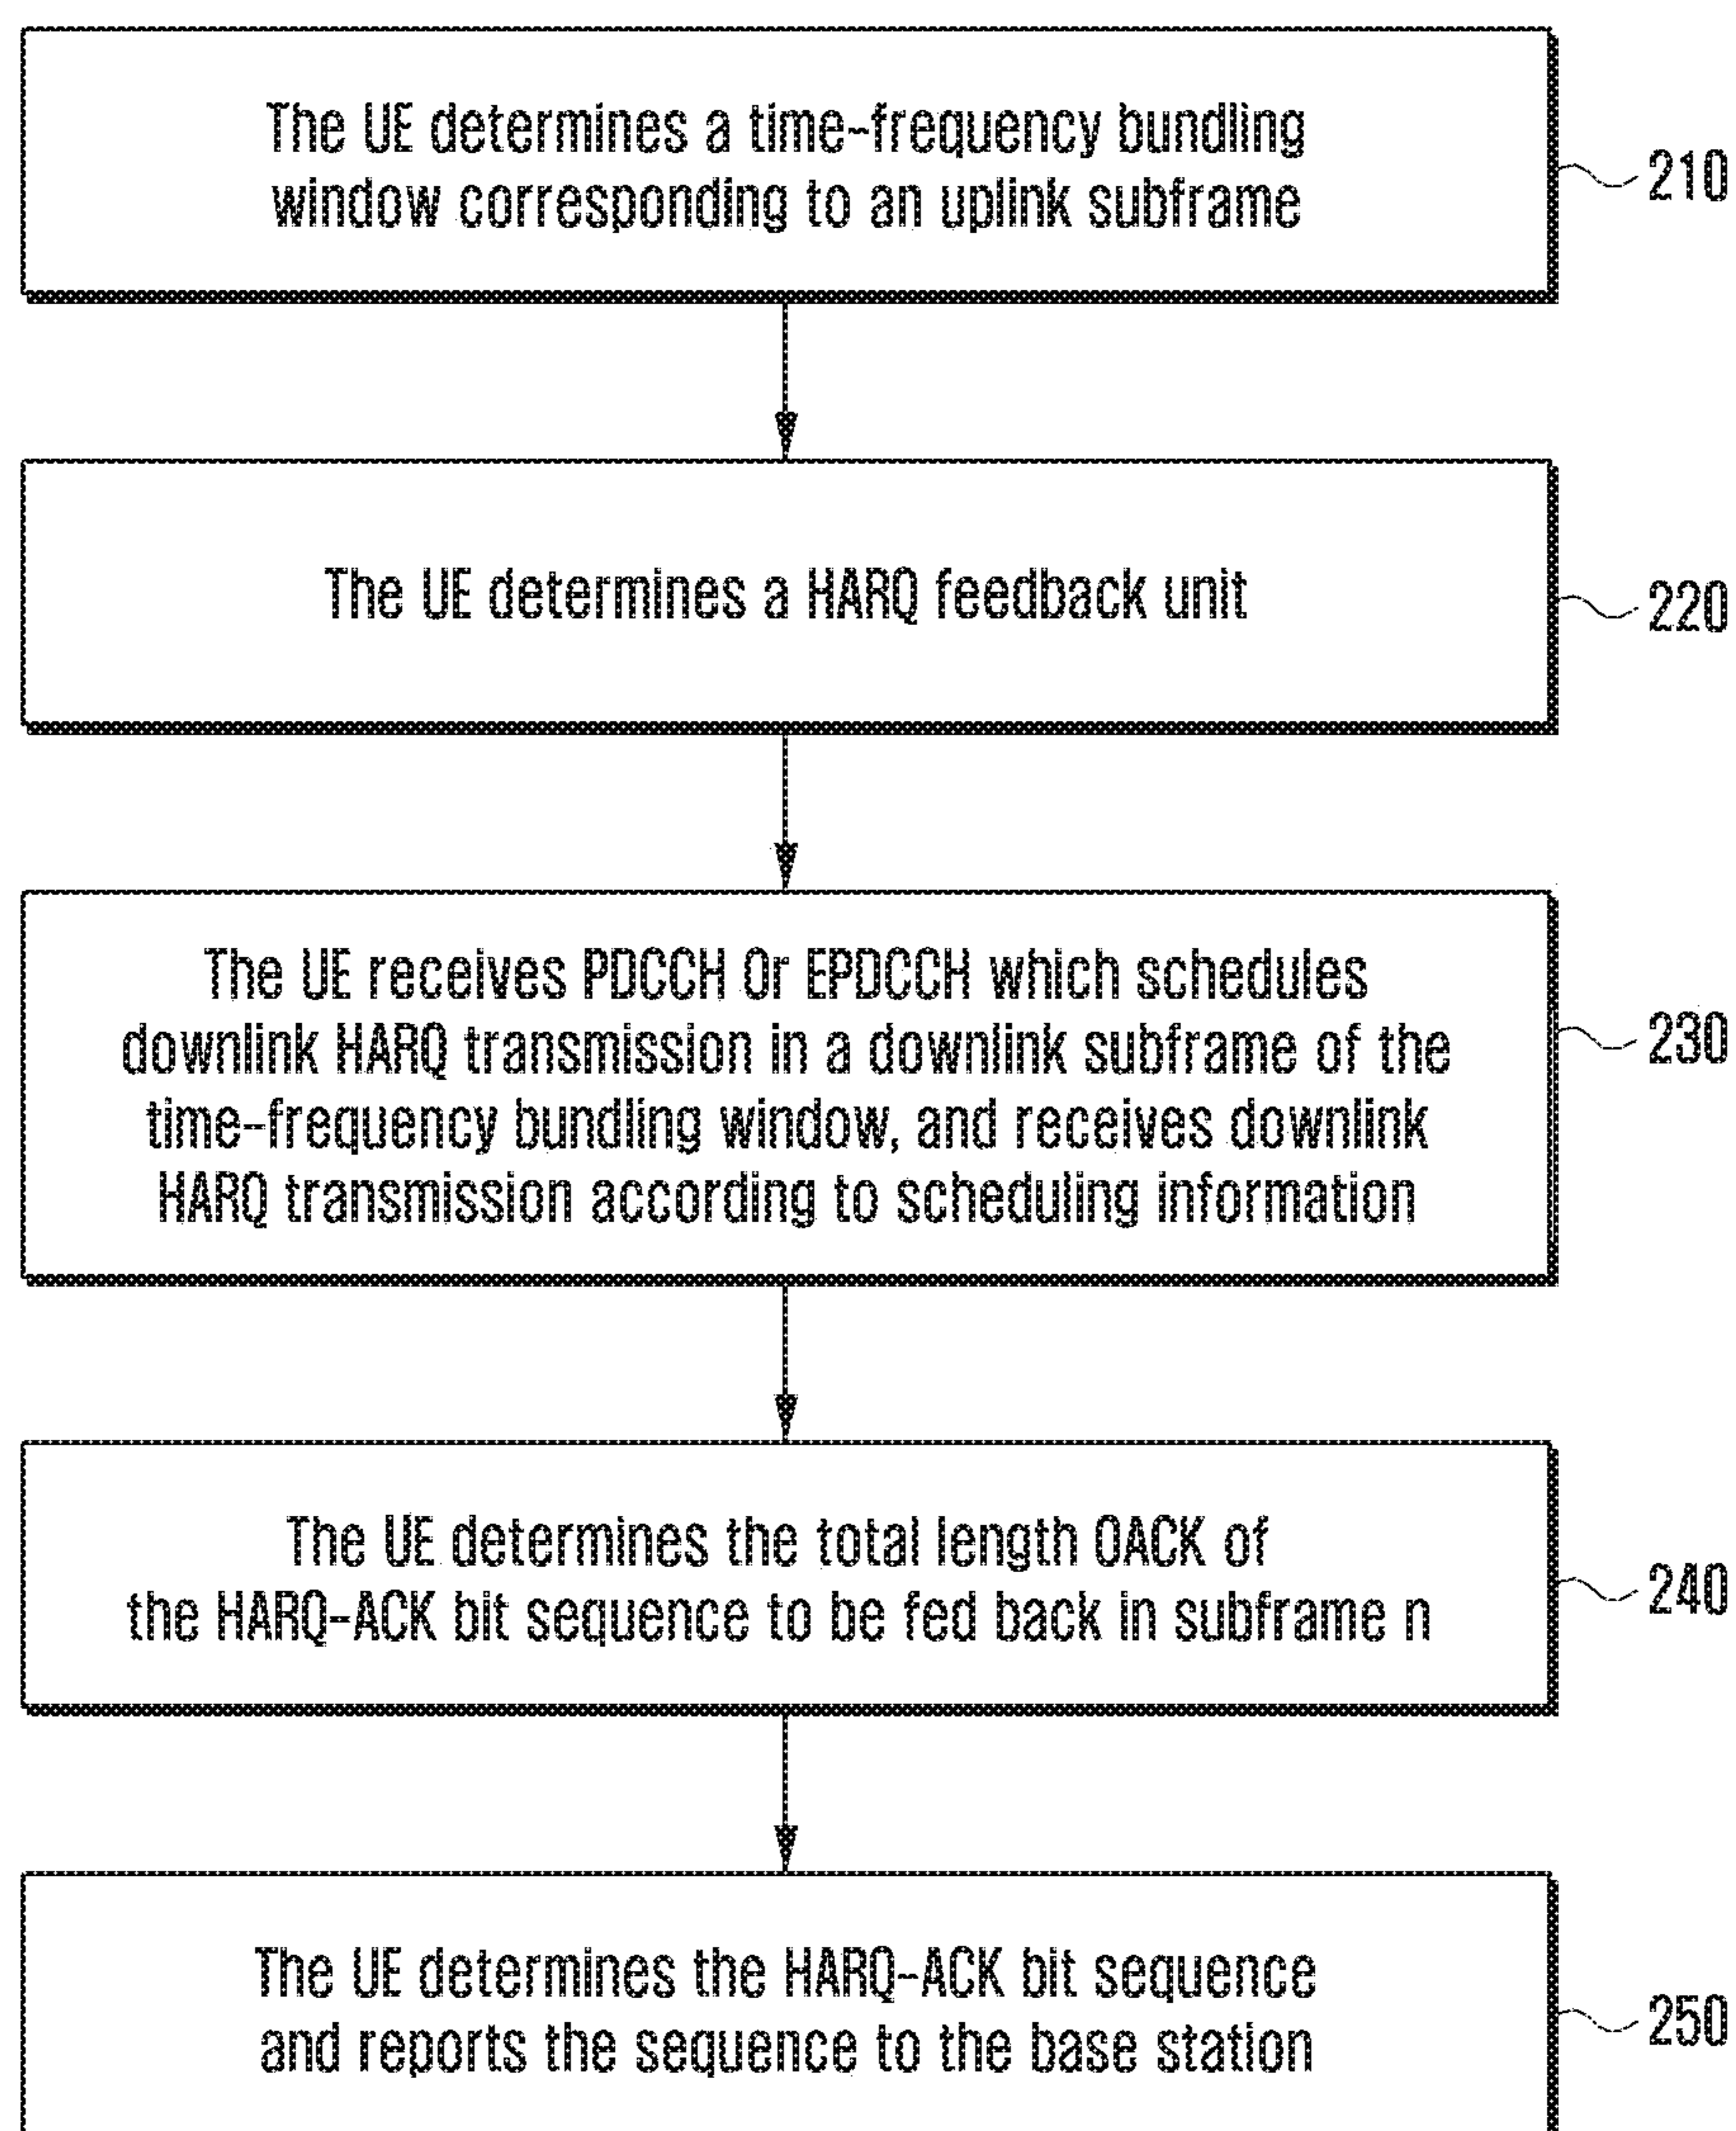 The UE determines a time-frequency bundling
window corresponding to an uplink subframe
210
The UE determines a HARQ feedback unit
220
The UE receives PDCCH Or EPDCCH which schedules
downlink HARQ transmission in a downlink subframe of the
time-frequency bundling window, and receives downlink
HARQ transmission according to scheduling information
230
The UE determines the total length OACK of
the HARQ-ACK bit sequence to be fed back in subframe n
240
The UE determines the HARQ-ACK bit sequence
and reports the sequence to the base station
250